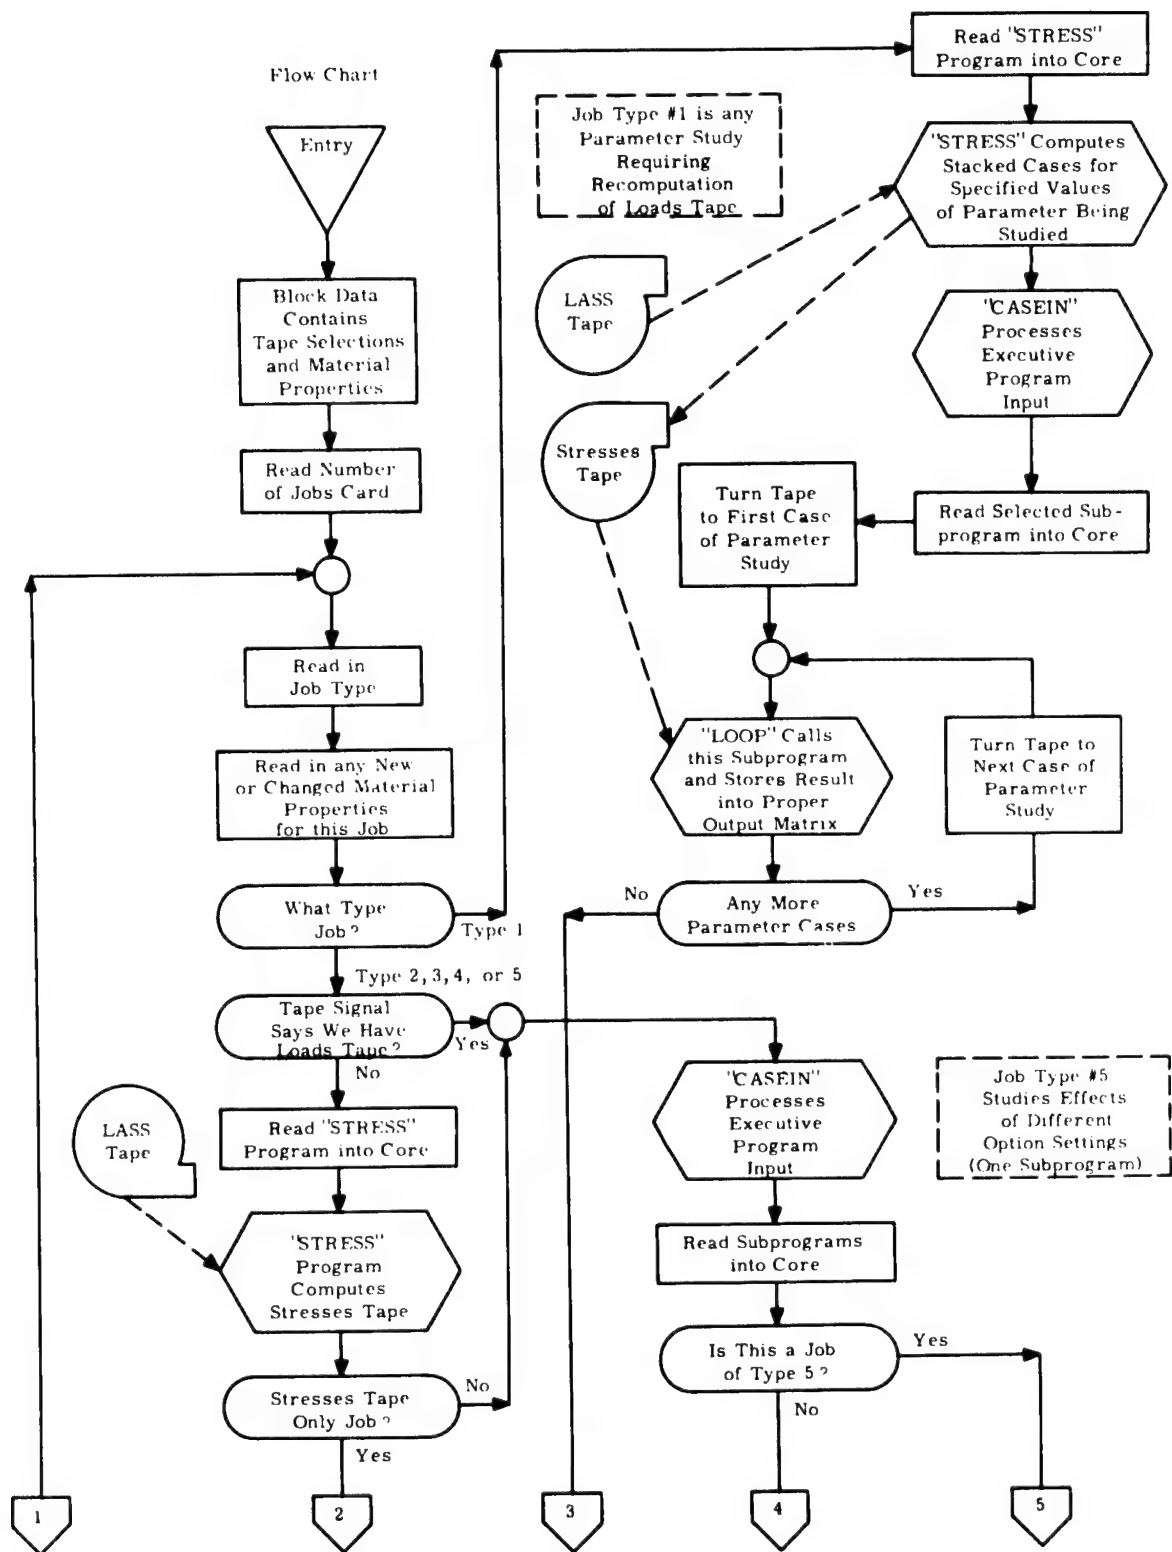 Flow Chart
Entry
Block Data
Contains
Tape Selections
and Material
Properties
Read Number
of Jobs Card
Read in
Job Type
Read in any New
or Changed Material
Properties
for this Job
What Type
Job?
Type 1
Type 2, 3, 4, or 5
Tape Signal
Says We Have
Loads Tape?
Yes
No
LASS
Tape
Read "STRESS"
Program into Core
"STRESS"
Program
Computes
Stresses Tape
Stresses Tape
Only Job?
No
Yes
1
2
Read "STRESS"
Program into Core
Job Type #1 is any
Parameter Study
Requiring
Recomputation
of Loads Tape
"STRESS" Computes
Stacked Cases for
Specified Values
of Parameter Being
Studied
LASS
Tape
"CASEIN"
Processes
Executive
Program
Input
Stresses
Tape
Read Selected Sub-
program into Core
Turn Tape
to First Case
of Parameter
Study
"LOOP" Calls
this Subprogram
and Stores Result
into Proper
Output Matrix
Turn Tape to
Next Case of
Parameter
Study
No
Any More
Parameter Cases
Yes
"CASEIN"
Processes
Executive
Program
Input
Job Type #5
Studies Effects
of Different
Option Settings
(One Subprogram)
Read Subprograms
into Core
Is This a Job
of Type 5?
Yes
No
3
4
5